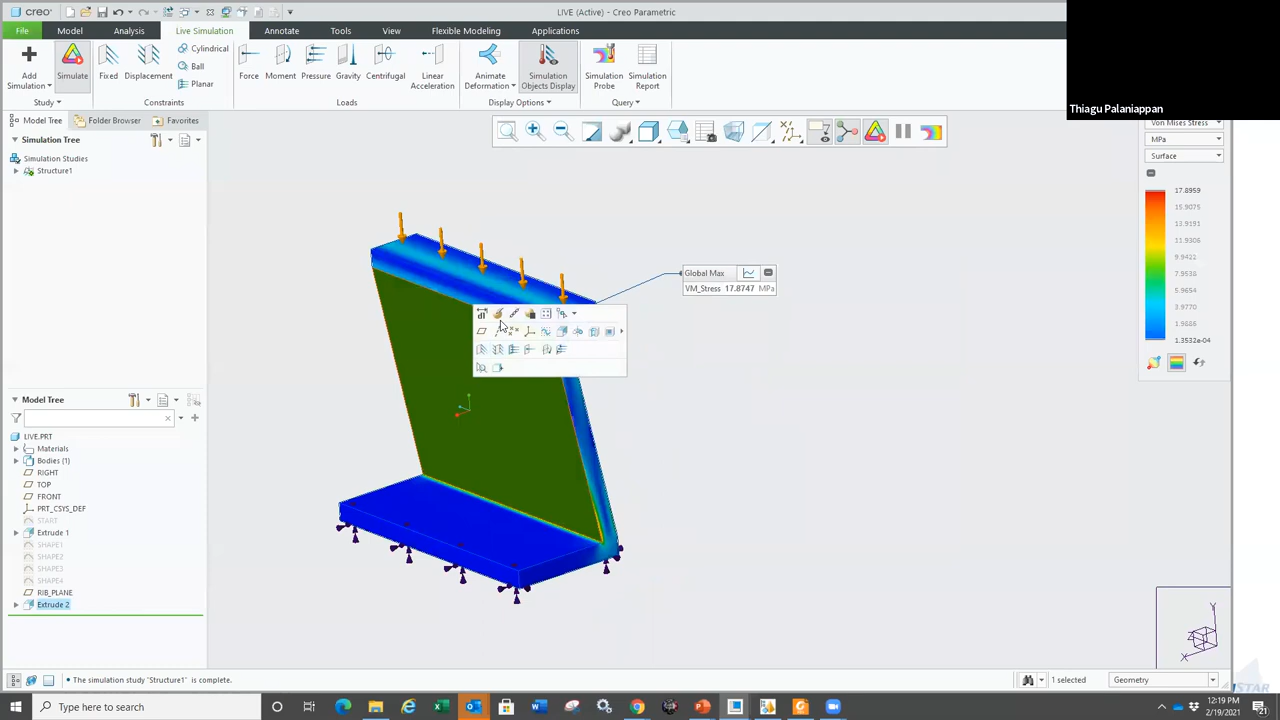 creo
LIVE (Active) - Creo Parametric
Thiagu Palaniappan
File
Model
Analysis
Live Simulation
Annotate
Tools
View
Flexible Modeling
Applications
Add
Simulation
Simulate
Fixed
Displacement
Cylindrical
Ball
Planar
Force
Moment
Pressure
Gravity
Centrifugal
Linear
Acceleration
Animate
Deformation
Simulation
Objects Display
Simulation
Probe
Simulation
Report
Study
Constraints
Loads
Display Options
Query
Model Tree
Folder Browser
Favorites
Simulation Tree
Simulation Studies
Structure1
Von Mises Stress
MPa
Surface
17.8959
15.9075
13.9191
11.9306
9.9422
7.9538
5.9653
3.9769
1.9885
1.3532e-04
Global Max
VM_Stress 17.8747 MPa
Model Tree
LIVE.PRT
Materials
Bodies (1)
RIGHT
TOP
FRONT
PRT_CSYS_DEF
START
Extrude 1
SHAPE1
SHAPE2
SHAPE3
SHAPE4
RIB_PLANE
Extrude 2
Y
Z
X
• The simulation study 'Structure1' is complete.
1 selected
Geometry
Type here to search
12:19 PM
2/19/2021
21